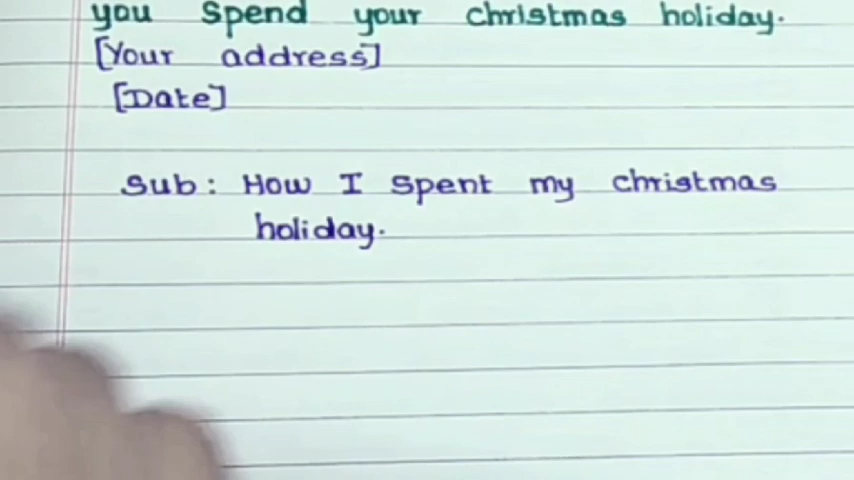 you spend your christmas holiday.
[Your address]
[Date]
Sub: How I spent my christmas
holiday.